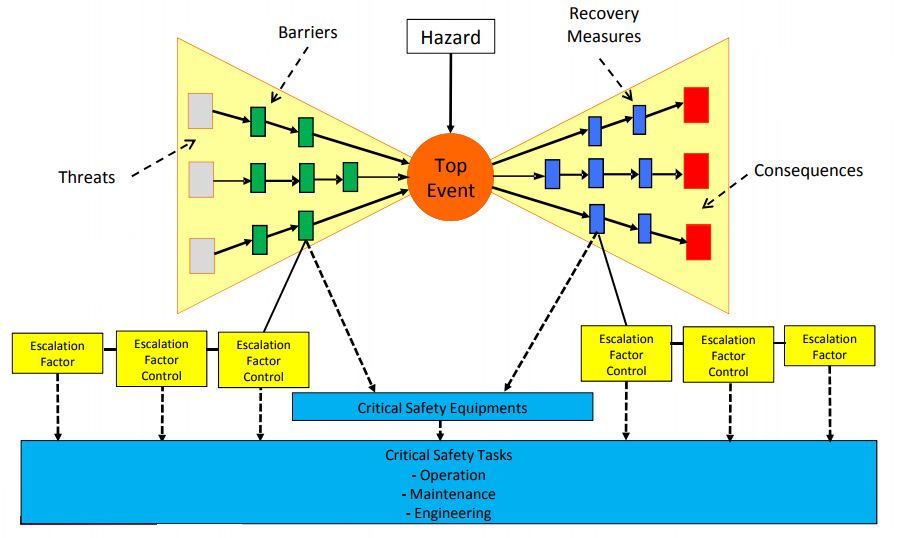 Barriers
Hazard
Recovery
Measures
Threats
Top
Event
Consequences
Escalation
Factor
Escalation
Factor
Control
Escalation
Factor
Control
Escalation
Factor
Control
Escalation
Factor
Control
Escalation
Factor
Critical Safety Equipments
Critical Safety Tasks
- Operation
- Maintenance
- Engineering